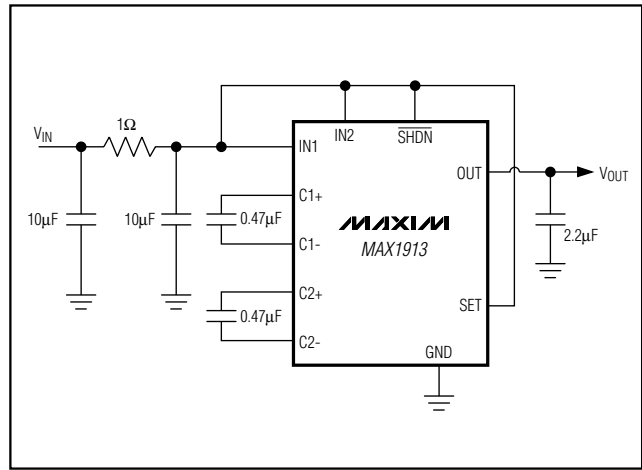 VIN
1Ω
10µF
10µF
0.47µF
0.47µF
IN1
IN2
SHDN
C1+
C1-
C2+
C2-
MAXIM
MAX1913
OUT
VOUT
2.2µF
SET
GND